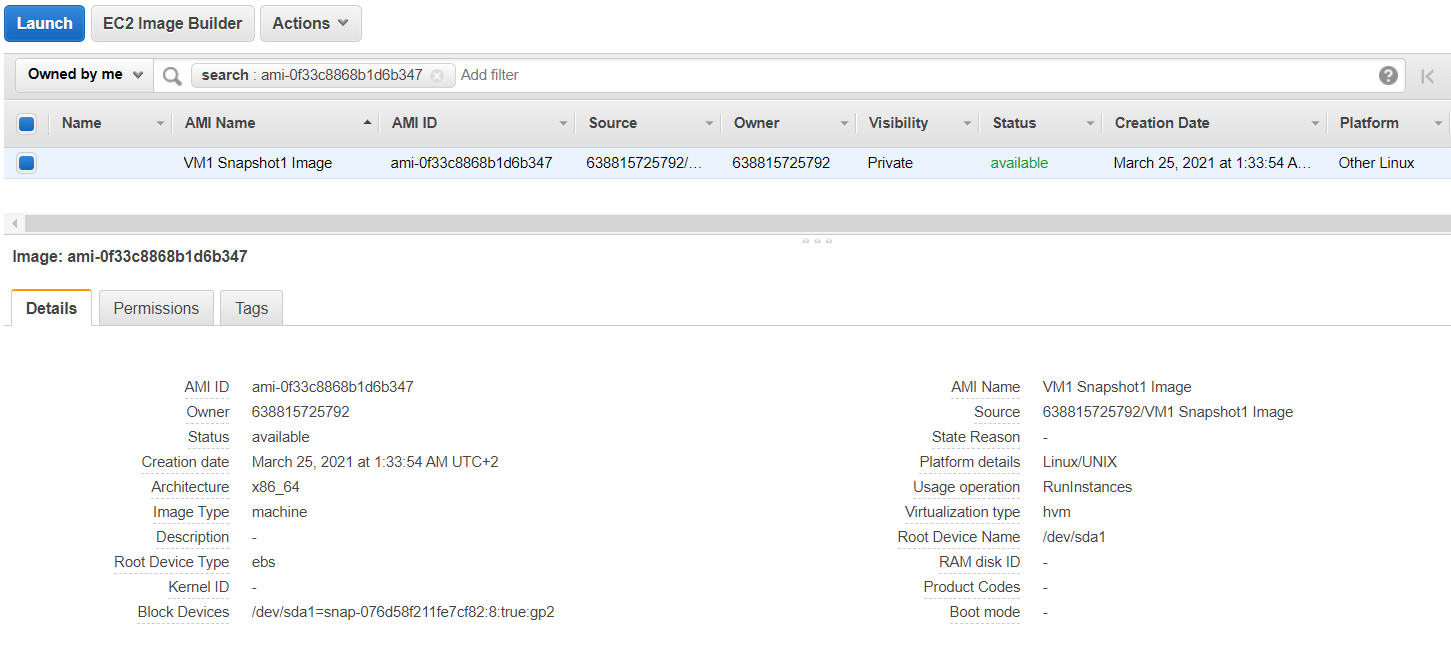 Launch EC2 Image Builder Actions
Owned by me search : ami-0f33c8868b1d6b347 Add filter ?
Name AMI Name AMI ID Source Owner Visibility Status Creation Date Platform
VM1 Snapshot1 Image ami-0f33c8868b1d6b347 638815725792/... 638815725792 Private available March 25, 2021 at 1:33:54 A... Other Linux
Image: ami-0f33c8868b1d6b347
Details Permissions Tags
AMI ID ami-0f33c8868b1d6b347 AMI Name VM1 Snapshot1 Image
Owner 638815725792 Source 638815725792/VM1 Snapshot1 Image
Status available State Reason -
Creation date March 25, 2021 at 1:33:54 AM UTC+2 Platform details Linux/UNIX
Architecture x86_64 Usage operation RunInstances
Image Type machine Virtualization type hvm
Description - Root Device Name /dev/sda1
Root Device Type ebs RAM disk ID -
Kernel ID - Product Codes -
Block Devices /dev/sda1=snap-076d58f211fe7cf82:8:true:gp2 Boot mode -